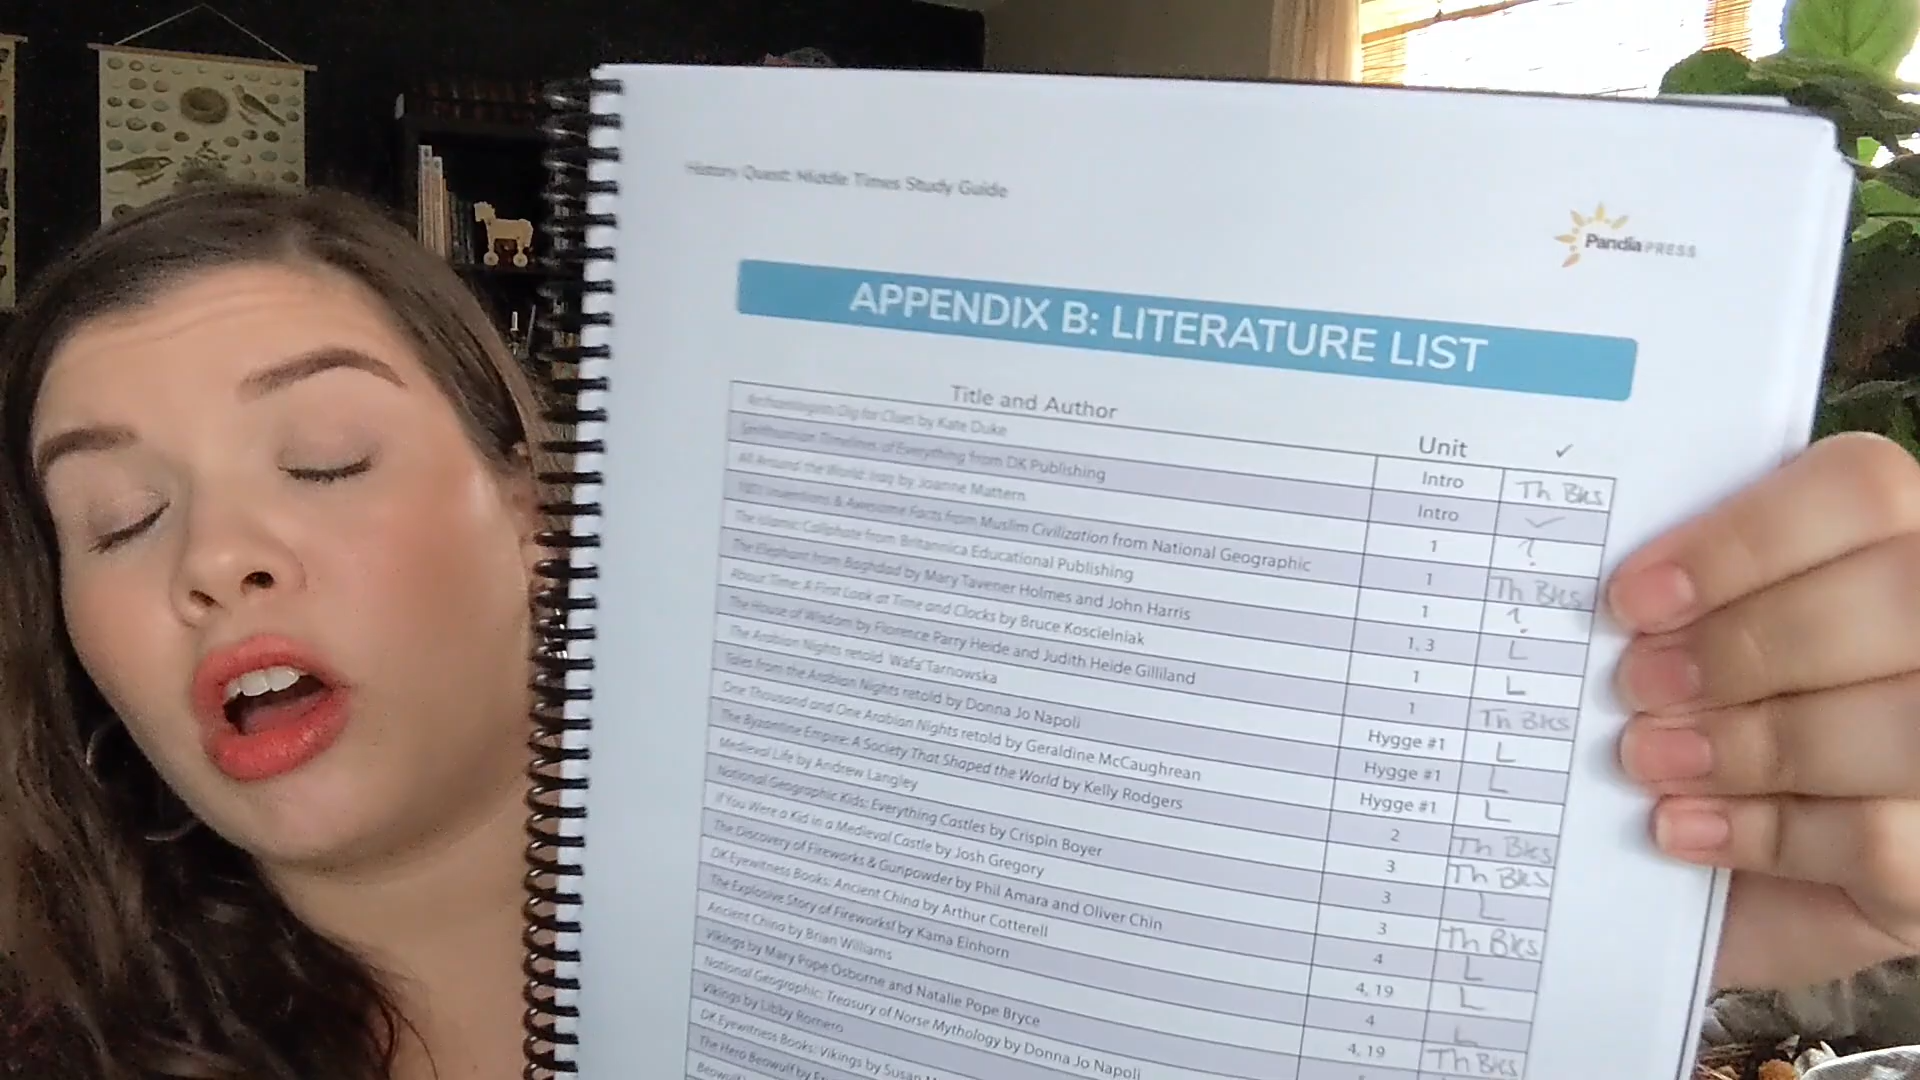 History Quest: Middle Times Study Guide
Pandia PRESS
APPENDIX B: LITERATURE LIST
Title and Author Unit ✓
Archaeologists Dig for Clues by Kate Duke Intro Th Bks
Smithsonian Timelines of Everything from DK Publishing Intro ✓
All Around the World: Iraq by Joanne Mattern 1 ?
1001 Inventions & Awesome Facts from Muslim Civilization from National Geographic 1 Th Bks
The Islamic Caliphate from Britannica Educational Publishing 1 ?
The Elephant from Baghdad by Mary Tavener Holmes and John Harris 1, 3 L
About Time: A First Look at Time and Clocks by Bruce Koscielniak 1 L
The House of Wisdom by Florence Parry Heide and Judith Heide Gilliland 1 Th Bks
The Arabian Nights retold Wafa' Tarnowska Hygge #1 L
Tales from the Arabian Nights retold by Donna Jo Napoli Hygge #1 L
One Thousand and One Arabian Nights retold by Geraldine McCaughrean Hygge #1 L
The Byzantine Empire: A Society That Shaped the World by Kelly Rodgers 2 Th Bks
Medieval Life by Andrew Langley 3 Th Bks
National Geographic Kids: Everything Castles by Crispin Boyer 3 L
If You Were a Kid in a Medieval Castle by Josh Gregory 3 Th Bks
The Discovery of Fireworks & Gunpowder by Phil Amara and Oliver Chin 4 L
DK Eyewitness Books: Ancient China by Arthur Cotterell 4, 19 L
The Explosive Story of Fireworks! by Kama Einhorn 4 L
Ancient China by Brian Williams 4, 19 Th Bks
Vikings by Mary Pope Osborne and Natalie Pope Bryce
National Geographic: Treasury of Norse Mythology by Donna Jo Napoli
Vikings by Libby Romero
DK Eyewitness Books: Vikings by Susan
The Hero Beowulf by
Beowulf